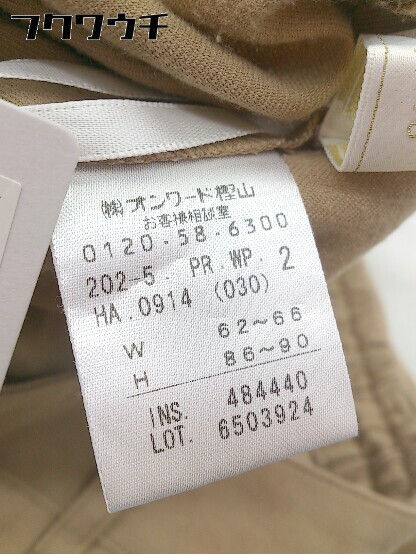 フクワウチ
㈱オンワード樫山
お客様相談室
0120・58・6300
202-5・PR.WP. 2
HA.0914 (030)
W 62～66
H 86～90
INS. 484440
LOT. 6503924